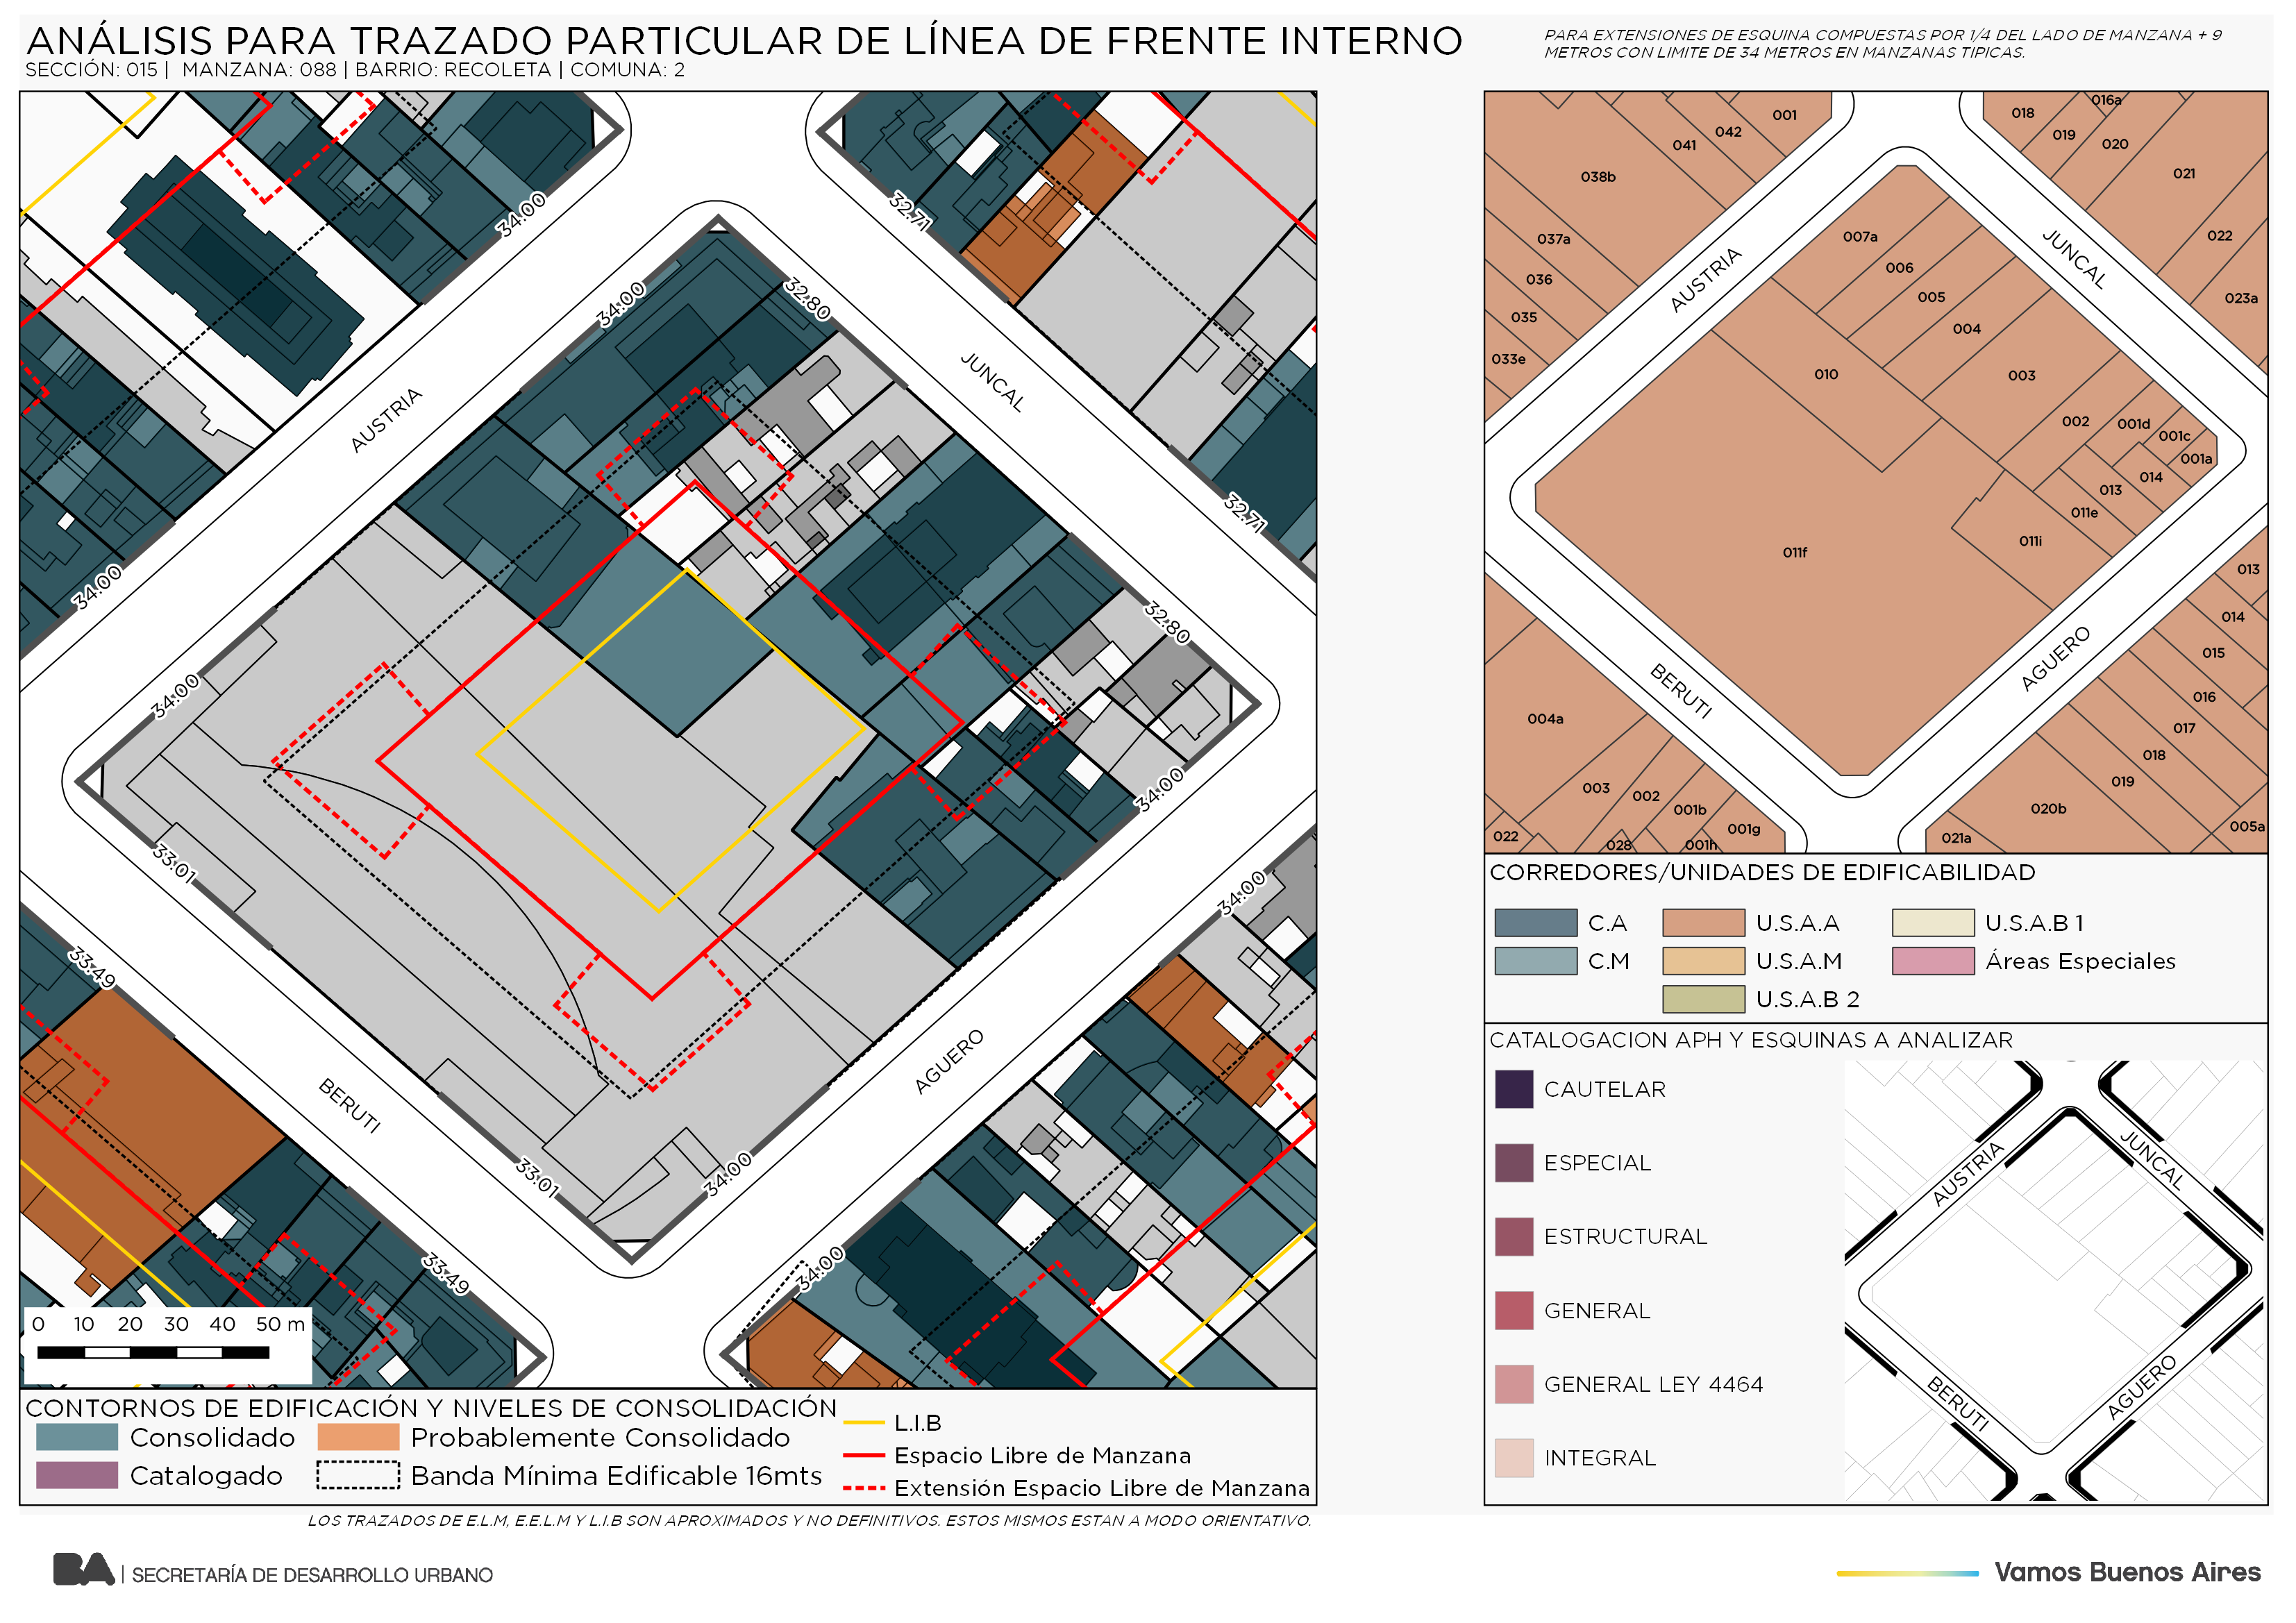 ANÁLISIS PARA TRAZADO PARTICULAR DE LÍNEA DE FRENTE INTERNO
SECCIÓN: 015 | MANZANA: 088 | BARRIO: RECOLETA | COMUNA: 2
PARA EXTENSIONES DE ESQUINA COMPUESTAS POR 1/4 DEL LADO DE MANZANA + 9
METROS CON LIMITE DE 34 METROS EN MANZANAS TIPICAS.
34.00
32.71
34.00
32.80
JUNCAL
AUSTRIA
32.71
34.00
32.80
34.00
34.00
33.01
34.00
33.49
BERUTI
AGUERO
33.01
34.00
33.49
34.00
0 10 20 30 40 50 m
CONTORNOS DE EDIFICACIÓN Y NIVELES DE CONSOLIDACIÓN
Consolidado
Probablemente Consolidado
Catalogado
Banda Mínima Edificable 16mts
L.I.B
Espacio Libre de Manzana
Extensión Espacio Libre de Manzana
LOS TRAZADOS DE E.L.M, E.E.L.M Y L.I.B SON APROXIMADOS Y NO DEFINITIVOS. ESTOS MISMOS ESTAN A MODO ORIENTATIVO.
001
042
041
038b
037a
036
035
033e
018
016a
019
020
021
022
023a
AUSTRIA
JUNCAL
007a
006
005
004
003
010
002
001d
001c
001a
014
013
011e
011i
011f
013
014
015
016
017
018
019
020b
021a
005a
BERUTI
AGUERO
004a
003
002
001b
001g
022
028
001h
CORREDORES/UNIDADES DE EDIFICABILIDAD
C.A
U.S.A.A
U.S.A.B 1
C.M
U.S.A.M
Áreas Especiales
U.S.A.B 2
CATALOGACION APH Y ESQUINAS A ANALIZAR
CAUTELAR
ESPECIAL
ESTRUCTURAL
GENERAL
GENERAL LEY 4464
INTEGRAL
AUSTRIA
JUNCAL
BERUTI
AGUERO
BA | SECRETARÍA DE DESARROLLO URBANO
Vamos Buenos Aires